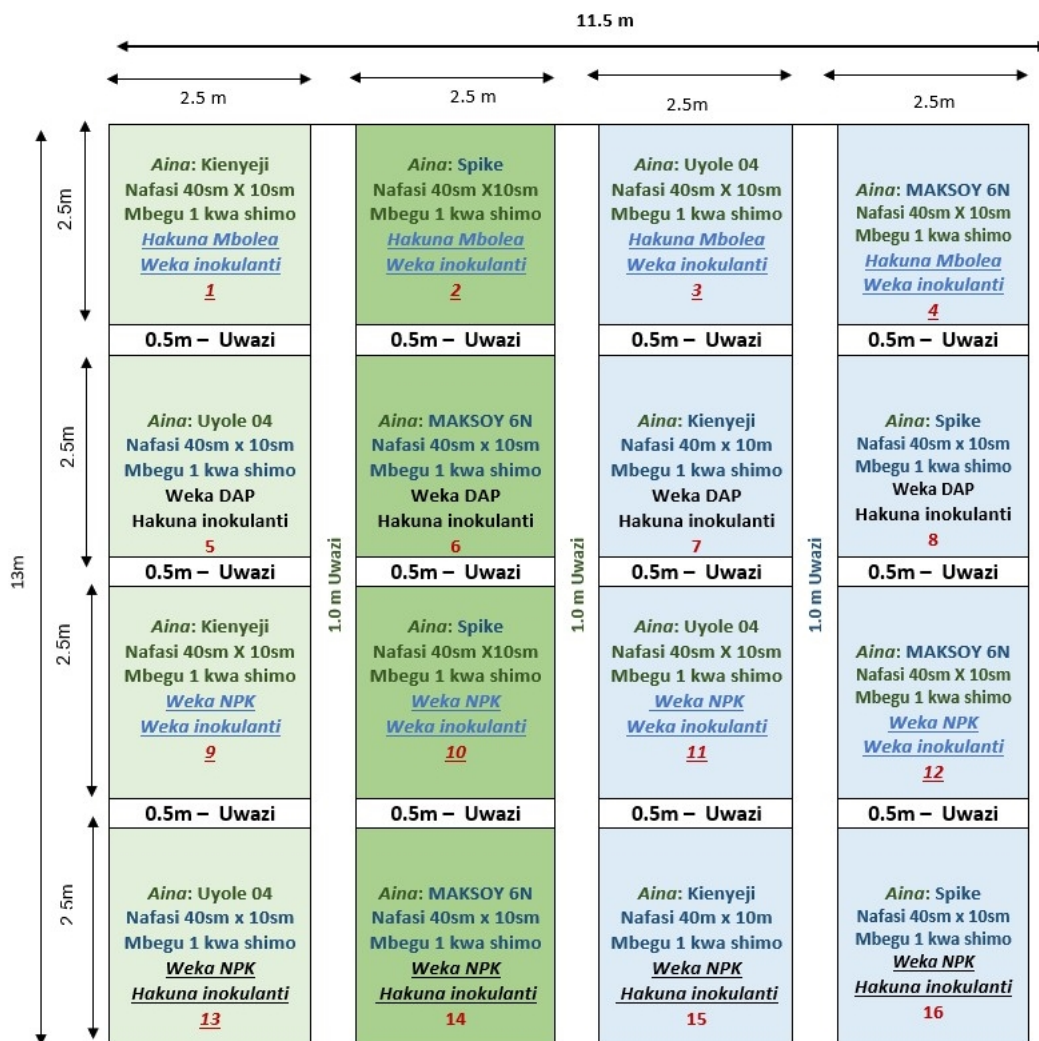 11.5 m
2.5 m
2.5 m
2.5m
2.5m
13m
2.5m
Aina: Kienyeji
Nafasi 40sm X 10sm
Mbegu 1 kwa shimo
Hakuna Mbolea
Weka inokulanti
1
Aina: Spike
Nafasi 40sm X10sm
Mbegu 1 kwa shimo
Hakuna Mbolea
Weka inokulanti
2
Aina: Uyole 04
Nafasi 40sm X 10sm
Mbegu 1 kwa shimo
Hakuna Mbolea
Weka inokulanti
3
Aina: MAKSOY 6N
Nafasi 40sm X 10sm
Mbegu 1 kwa shimo
Hakuna Mbolea
Weka inokulanti
4
0.5m – Uwazi
0.5m – Uwazi
0.5m – Uwazi
0.5m – Uwazi
2.5m
Aina: Uyole 04
Nafasi 40sm x 10sm
Mbegu 1 kwa shimo
Weka DAP
Hakuna inokulanti
5
Aina: MAKSOY 6N
Nafasi 40sm x 10sm
Mbegu 1 kwa shimo
Weka DAP
Hakuna inokulanti
6
Aina: Kienyeji
Nafasi 40m x 10m
Mbegu 1 kwa shimo
Weka DAP
Hakuna inokulanti
7
Aina: Spike
Nafasi 40sm x 10sm
Mbegu 1 kwa shimo
Weka DAP
Hakuna inokulanti
8
1.0 m Uwazi
1.0 m Uwazi
1.0 m Uwazi
0.5m – Uwazi
0.5m – Uwazi
0.5m – Uwazi
0.5m – Uwazi
2.5m
Aina: Kienyeji
Nafasi 40sm X 10sm
Mbegu 1 kwa shimo
Weka NPK
Weka inokulanti
9
Aina: Spike
Nafasi 40sm X10sm
Mbegu 1 kwa shimo
Weka NPK
Weka inokulanti
10
Aina: Uyole 04
Nafasi 40sm X 10sm
Mbegu 1 kwa shimo
Weka NPK
Weka inokulanti
11
Aina: MAKSOY 6N
Nafasi 40sm X 10sm
Mbegu 1 kwa shimo
Weka NPK
Weka inokulanti
12
0.5m – Uwazi
0.5m – Uwazi
0.5m – Uwazi
0.5m – Uwazi
2.5m
Aina: Uyole 04
Nafasi 40sm x 10sm
Mbegu 1 kwa shimo
Weka NPK
Hakuna inokulanti
13
Aina: MAKSOY 6N
Nafasi 40sm x 10sm
Mbegu 1 kwa shimo
Weka NPK
Hakuna inokulanti
14
Aina: Kienyeji
Nafasi 40m x 10m
Mbegu 1 kwa shimo
Weka NPK
Hakuna inokulanti
15
Aina: Spike
Nafasi 40sm x 10sm
Mbegu 1 kwa shimo
Weka NPK
Hakuna inokulanti
16